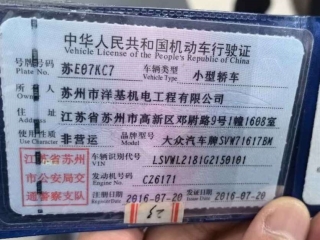 中华人民共和国机动车行驶证
Vehicle License of the People's Republic of China
号牌号码 苏E07KC7 车辆类型 小型轿车
Plate No. Vehicle Type
所有人 苏州市洋基机电工程有限公司
Owner
住址 江苏省苏州市高新区邓尉路9号1幢1608室
Address
使用性质 非营运 品牌型号 大众汽车牌SVW71617BM
Use Character Model
江苏省苏州 车辆识别代号 LSVWL2181G2150101
VIN
市公安局交 发动机号码 C26171
Engine No.
通警察支队 注册日期 2016-07-20 发证日期 2016-07-20